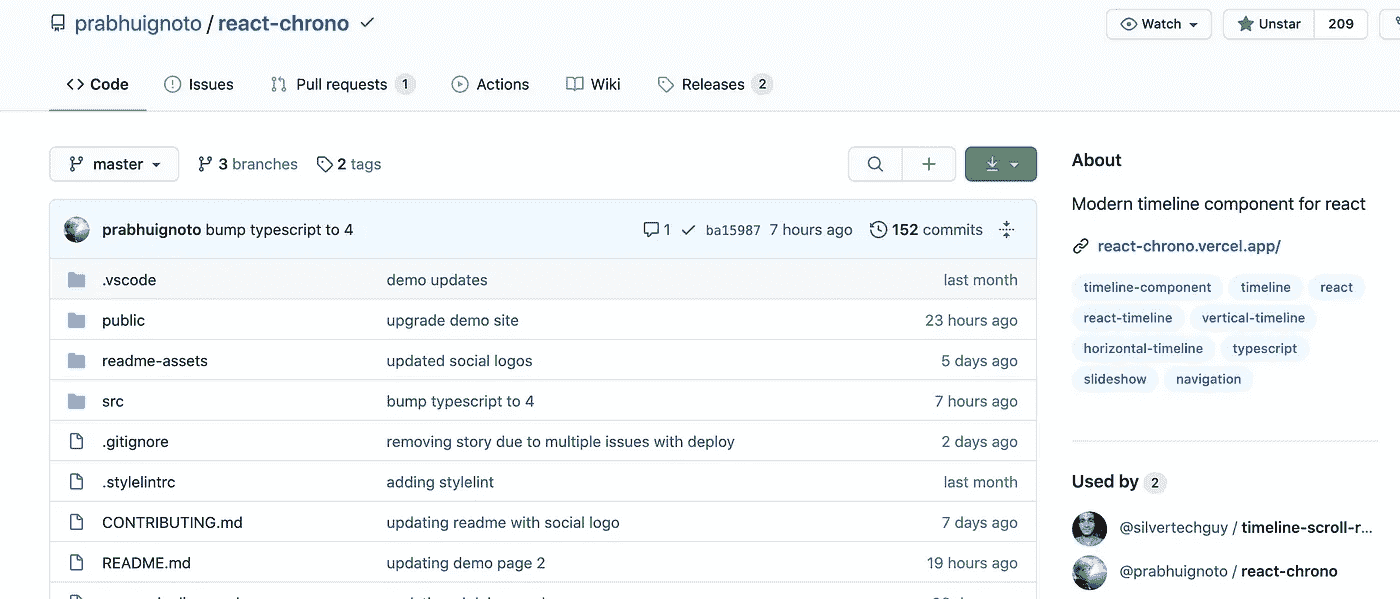 prabhuignoto / react-chrono
Watch
Unstar 209
Code
Issues
Pull requests 1
Actions
Wiki
Releases 2
master
3 branches
2 tags
About
Modern timeline component for react
react-chrono.vercel.app/
timeline-component timeline react
react-timeline vertical-timeline
horizontal-timeline typescript
slideshow navigation
prabhuignoto bump typescript to 4 1 ba15987 7 hours ago 152 commits
.vscode demo updates last month
public upgrade demo site 23 hours ago
readme-assets updated social logos 5 days ago
src bump typescript to 4 7 hours ago
.gitignore removing story due to multiple issues with deploy 2 days ago
.stylelintrc adding stylelint last month
CONTRIBUTING.md updating readme with social logo 7 days ago
README.md updating demo page 2 19 hours ago
Used by 2
@silvertechguy / timeline-scroll-r...
@prabhuignoto / react-chrono